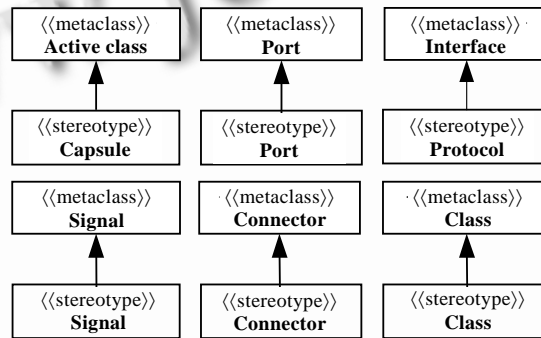 ⟨⟨metaclass⟩⟩ ⟨⟨metaclass⟩⟩ ⟨⟨metaclass⟩⟩
Active class Port Interface
⟨⟨stereotype⟩⟩ ⟨⟨stereotype⟩⟩ ⟨⟨stereotype⟩⟩
Capsule Port Protocol
⟨⟨metaclass⟩⟩ ⟨⟨metaclass⟩⟩ ⟨⟨metaclass⟩⟩
Signal Connector Class
⟨⟨stereotype⟩⟩ ⟨⟨stereotype⟩⟩ ⟨⟨stereotype⟩⟩
Signal Connector Class